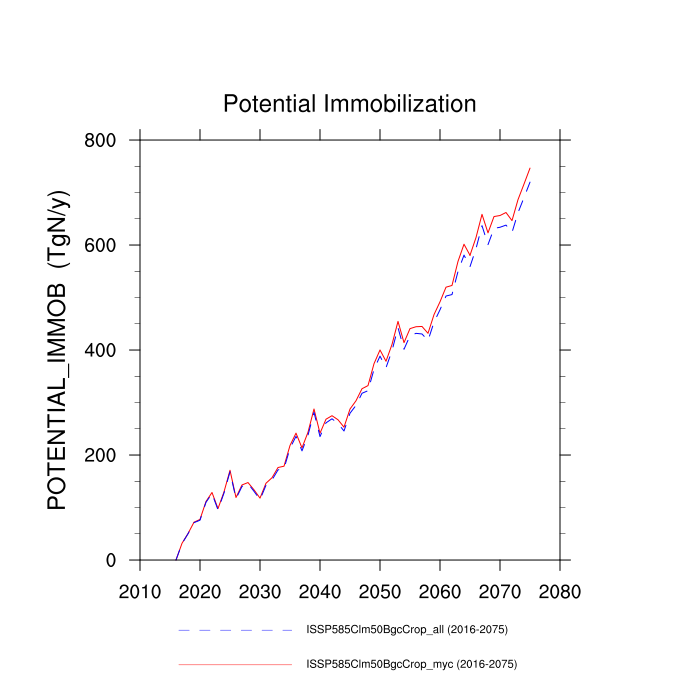 Potential Immobilization
POTENTIAL_IMMOB (TgN/y)
800
600
400
200
0
2010 2020 2030 2040 2050 2060 2070 2080
ISSP585Clm50BgcCrop_all (2016-2075)
ISSP585Clm50BgcCrop_myc (2016-2075)